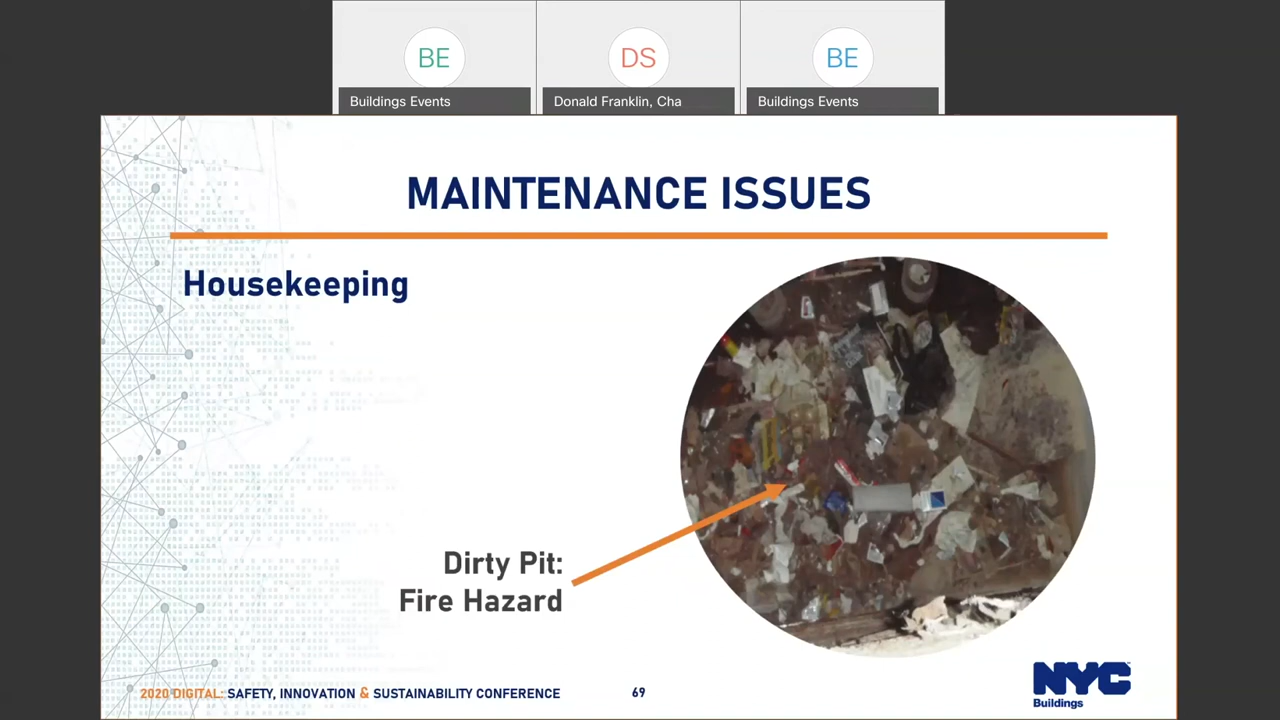 BE
DS
BE
Buildings Events
Donald Franklin, Cha
Buildings Events
MAINTENANCE ISSUES
Housekeeping
Dirty Pit:
Fire Hazard
2020 DIGITAL: SAFETY, INNOVATION & SUSTAINABILITY CONFERENCE
69
NYC
Buildings